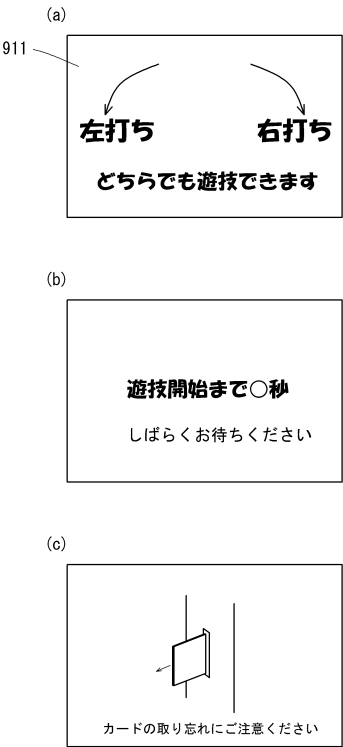 (a)
911
左打ち 右打ち
どちらでも遊技できます
(b)
遊技開始まで○秒
しばらくお待ちください
(c)
カードの取り忘れにご注意ください